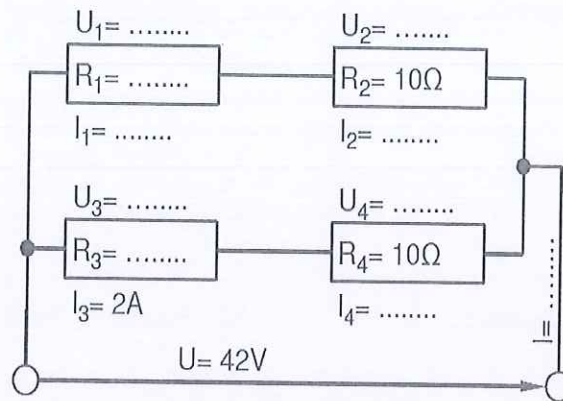 U₁= ........ U₂= .......
R₁= ........ R₂= 10Ω
I₁= ........ I₂= ........
U₃= ........ U₄= ........
R₃= ........ R₄= 10Ω
I₃= 2A I₄= ........
I= ..........
U= 42V